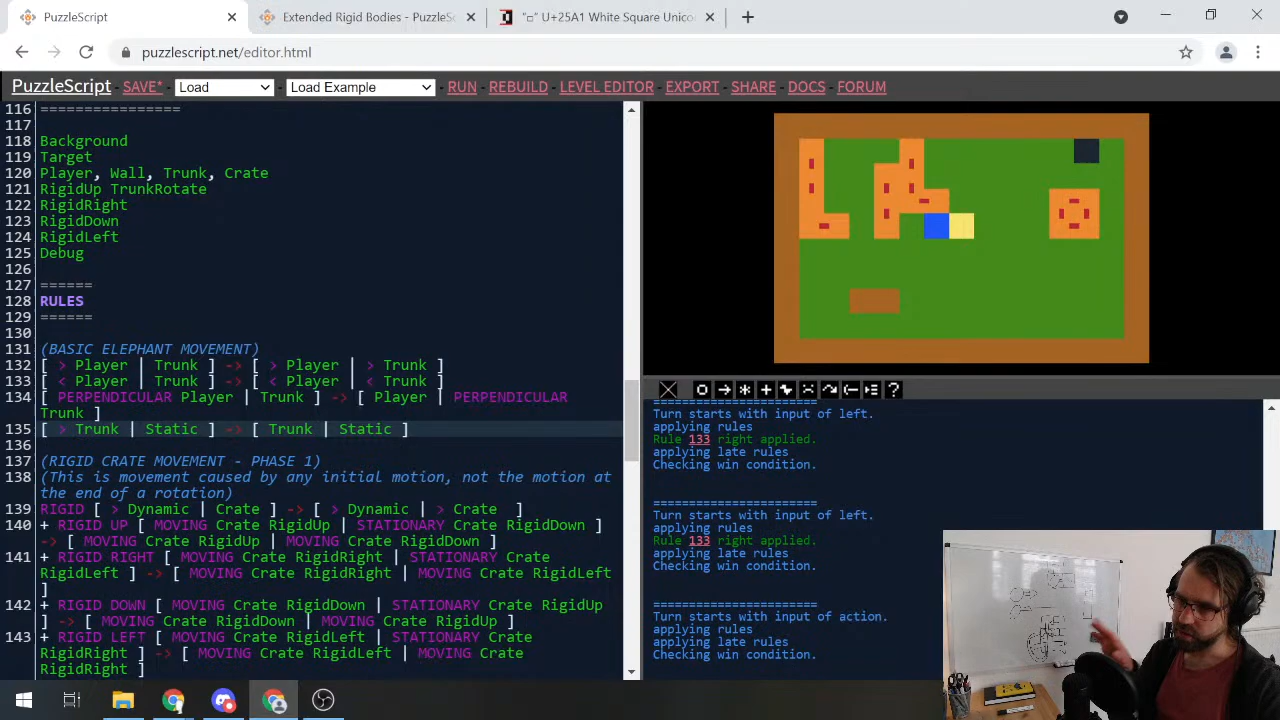 PuzzleScript
Extended Rigid Bodies - PuzzleSc
"□" U+25A1 White Square Unico
puzzlescript.net/editor.html
PuzzleScript SAVE* Load Load Example RUN REBUILD LEVEL EDITOR EXPORT SHARE DOCS FORUM
116 ================
117
118 Background
119 Target
120 Player, Wall, Trunk, Crate
121 RigidUp TrunkRotate
122 RigidRight
123 RigidDown
124 RigidLeft
125 Debug
126
127 ======
128 RULES
129 ======
130
131 (BASIC ELEPHANT MOVEMENT)
132 [ > Player | Trunk ] -> [ > Player | > Trunk ]
133 [ < Player | Trunk ] -> [ < Player | < Trunk ]
134 [ PERPENDICULAR Player | Trunk ] -> [ Player | PERPENDICULAR
Trunk ]
135 [ > Trunk | Static ] -> [ Trunk | Static ]
136
137 (RIGID CRATE MOVEMENT - PHASE 1)
138 (This is movement caused by any initial motion, not the motion at
the end of a rotation)
139 RIGID [ > Dynamic | Crate ] -> [ > Dynamic | > Crate ]
140 + RIGID UP [ MOVING Crate RigidUp | STATIONARY Crate RigidDown ]
-> [ MOVING Crate RigidUp | MOVING Crate RigidDown ]
141 + RIGID RIGHT [ MOVING Crate RigidRight | STATIONARY Crate
RigidLeft ] -> [ MOVING Crate RigidRight | MOVING Crate RigidLeft
]
142 + RIGID DOWN [ MOVING Crate RigidDown | STATIONARY Crate RigidUp
] -> [ MOVING Crate RigidDown | MOVING Crate RigidUp ]
143 + RIGID LEFT [ MOVING Crate RigidLeft | STATIONARY Crate
RigidRight ] -> [ MOVING Crate RigidLeft | MOVING Crate
RigidRight ]
=======================
Turn starts with input of left.
applying rules
Rule 133 right applied.
applying late rules
Checking win condition.
=======================
Turn starts with input of left.
applying rules
Rule 133 right applied.
applying late rules
Checking win condition.
=======================
Turn starts with input of action.
applying rules
applying late rules
Checking win condition.